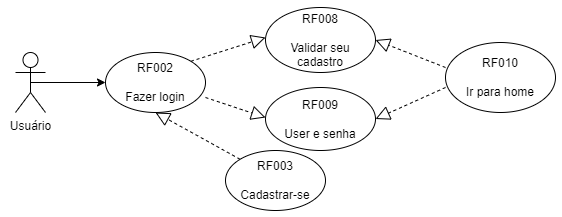 RF008
Validar seu
cadastro
RF002
Fazer login
RF010
Ir para home
RF009
User e senha
Usuário
RF003
Cadastrar-se